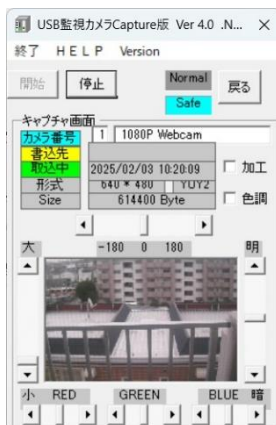 USB監視カメラCapture版 Ver 4.0 .N...
終了 HELP Version
開始 停止 Normal Safe 戻る
キャプチャ画面
カメラ番号 1 1080P Webcam
書込先
取込中 2025/02/03 10:20:09 加工
形式 640 * 480 YUY2
Size 614400 Byte 色調
大 -180 0 180 明
小 RED GREEN BLUE 暗